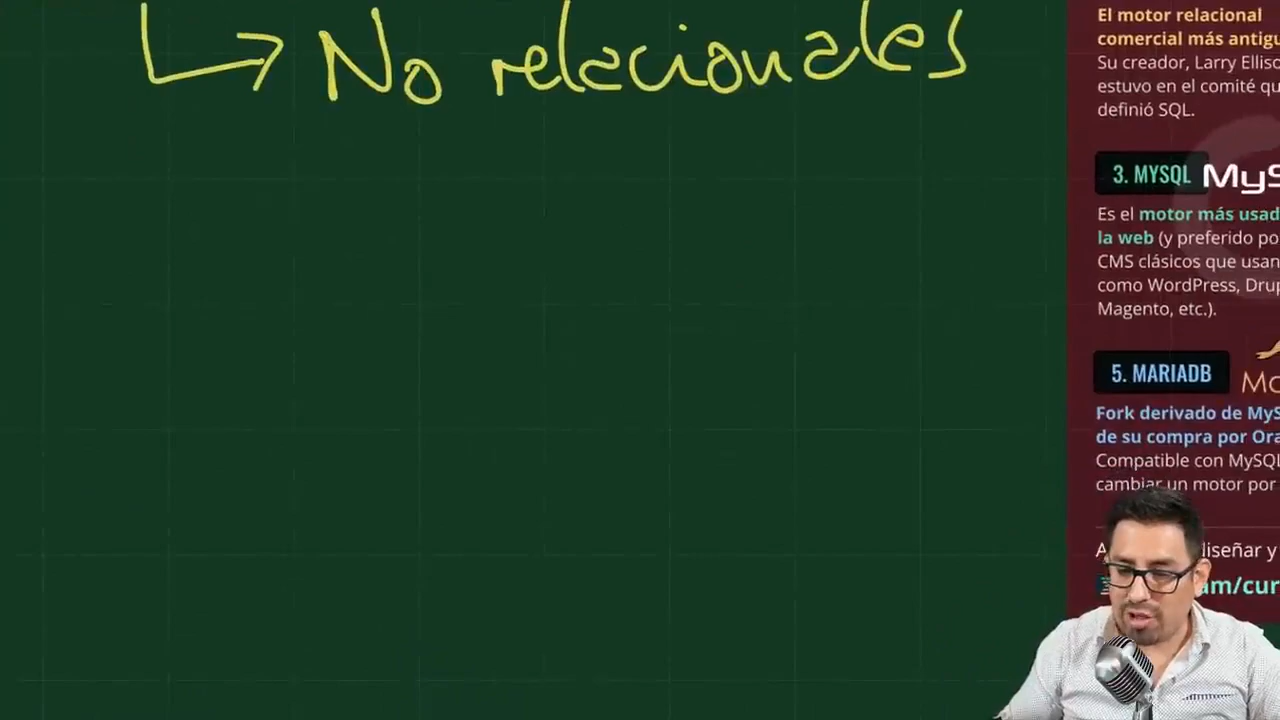 No relacionales
El motor relacional
comercial más antigu
Su creador, Larry Elliso
estuvo en el comité qu
definió SQL.
3. MYSQL MyS
Es el motor más usad
la web (y preferido po
CMS clásicos que usan
como WordPress, Drup
Magento, etc.).
5. MARIADB Ma
Fork derivado de MyS
de su compra por Ora
Compatible con MySQL
cambiar un motor por
A liseñar y
am/cur